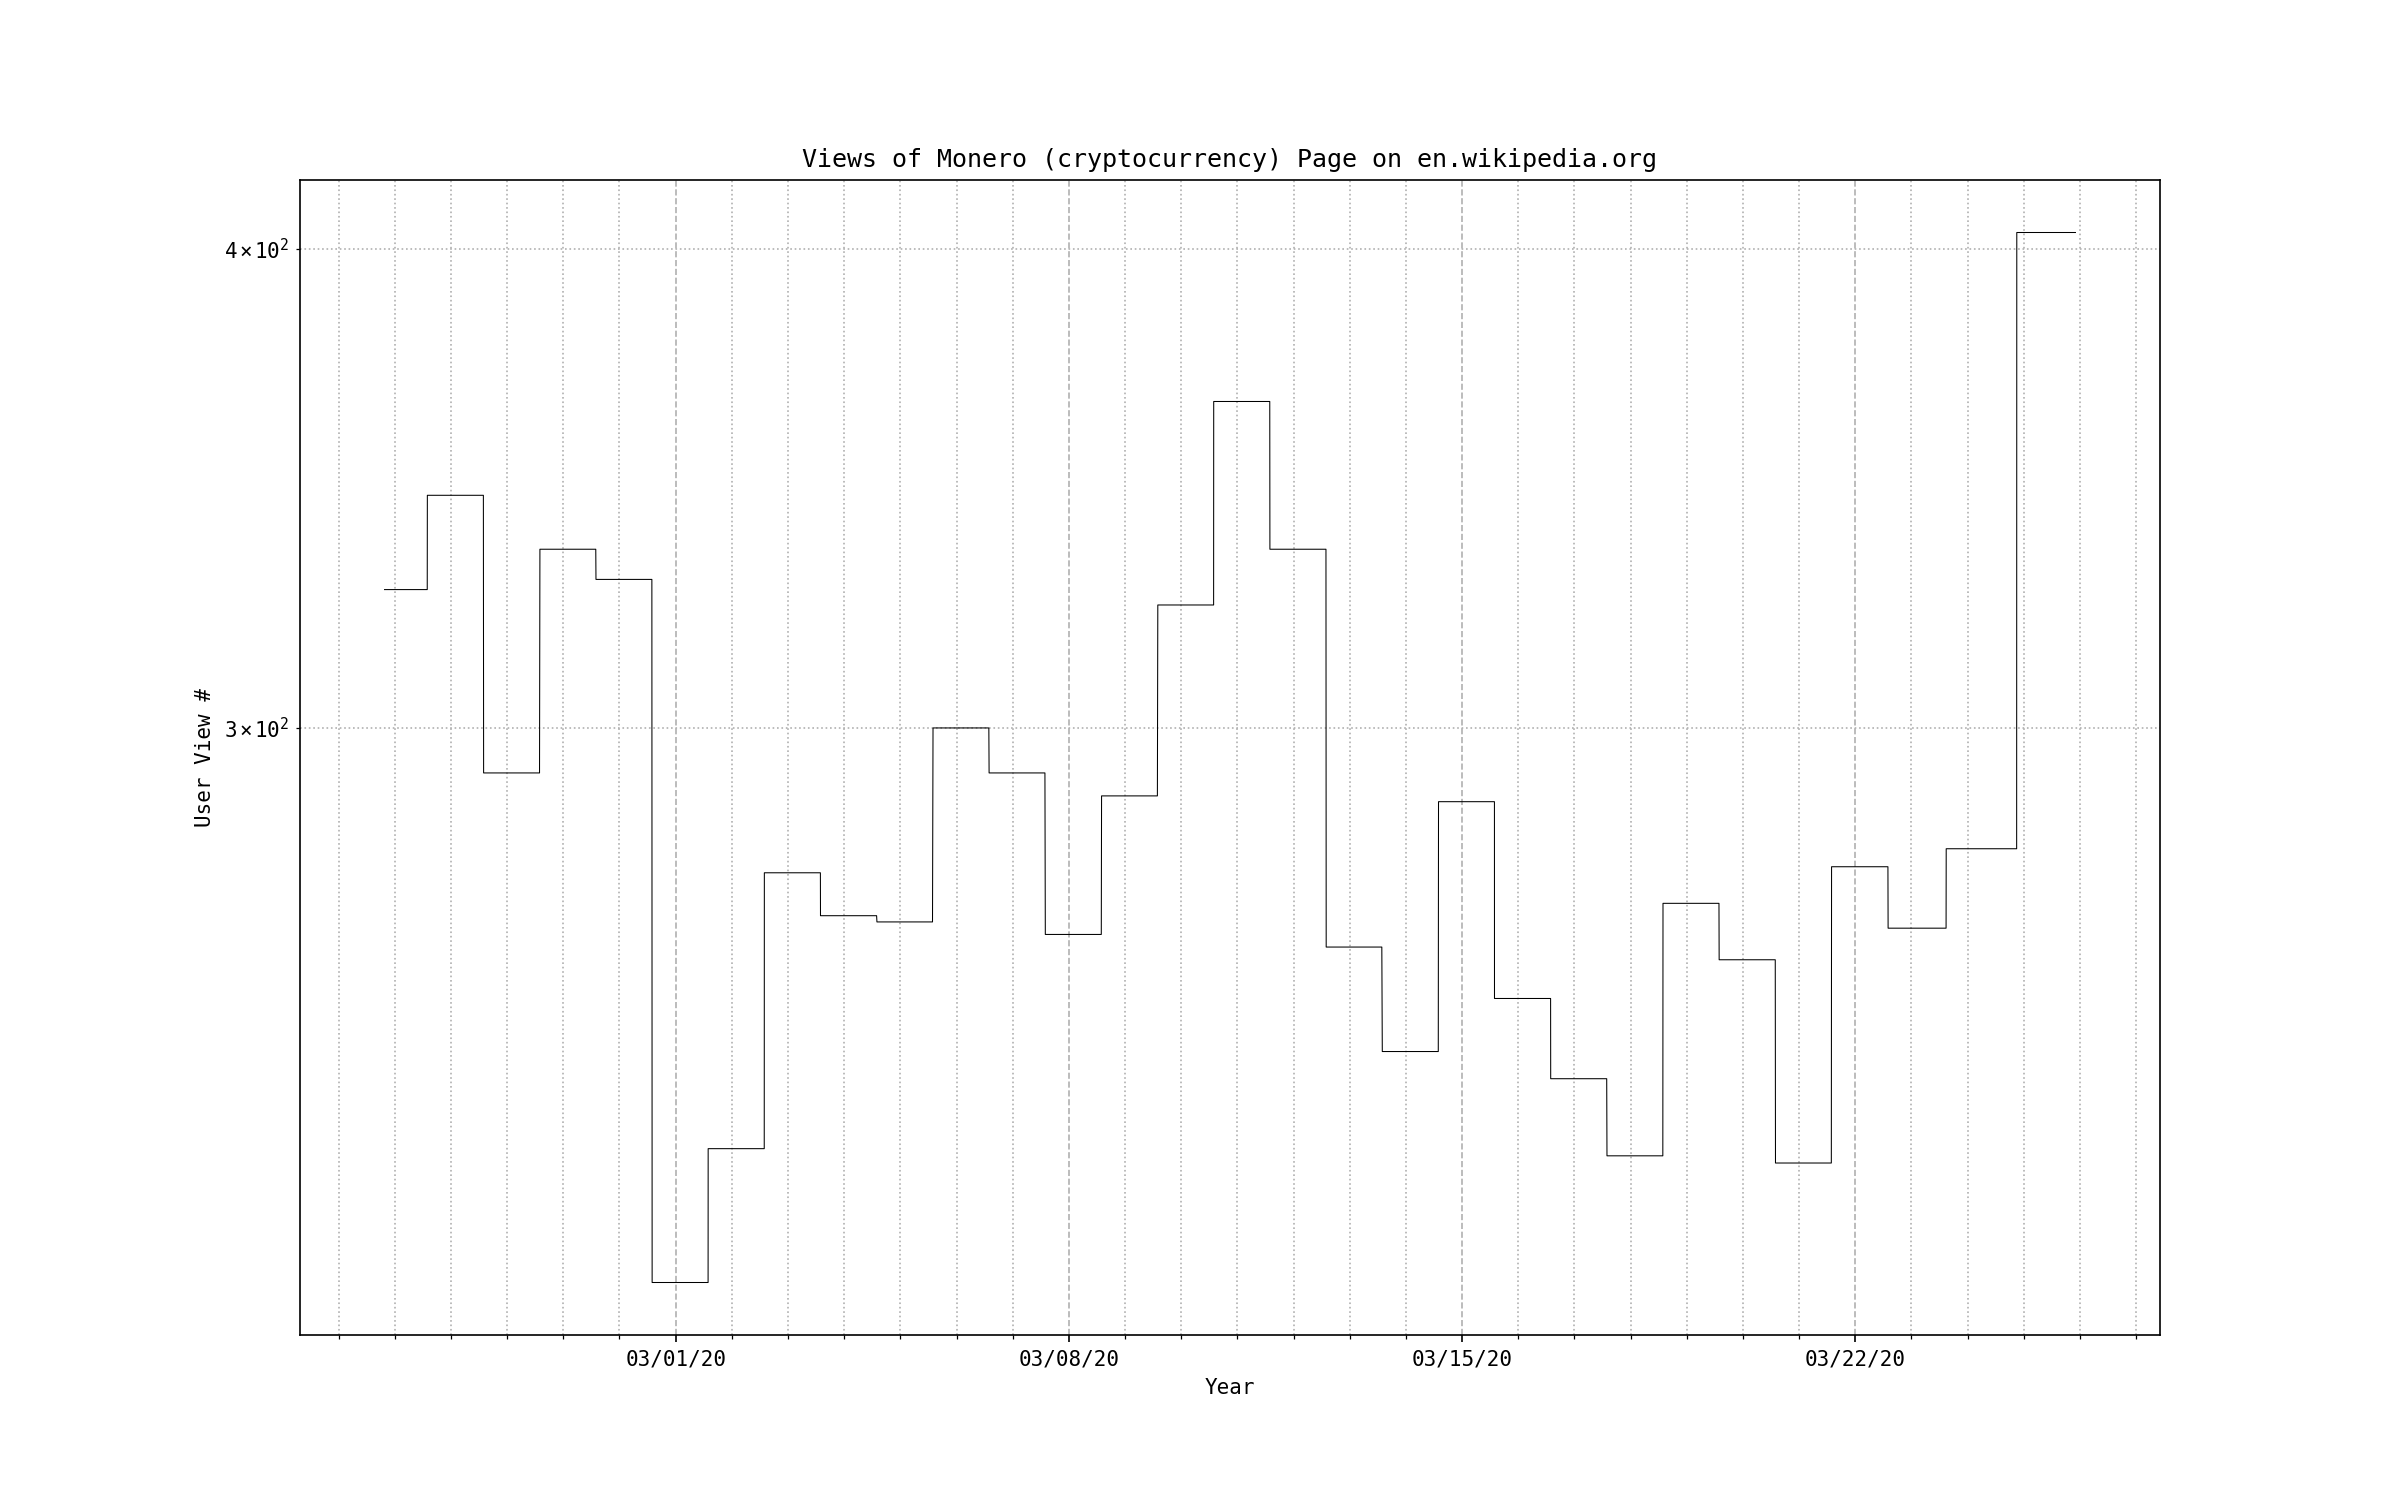 Views of Monero (cryptocurrency) Page on en.wikipedia.org
4×10²
3×10²
User View #
03/01/20 03/08/20 03/15/20 03/22/20
Year